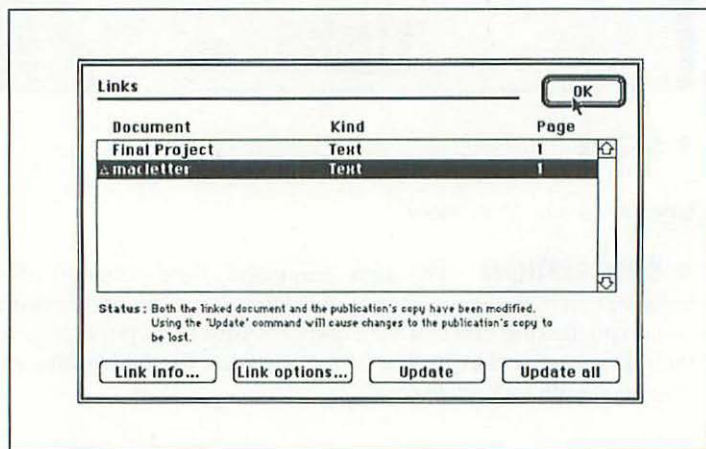 Links
OK
Document Kind Page
Final Project Text 1
△ macletter Text 1
Status: Both the linked document and the publication's copy have been modified.
Using the "Update" command will cause changes to the publication's copy to
be lost.
Link info... Link options... Update Update all